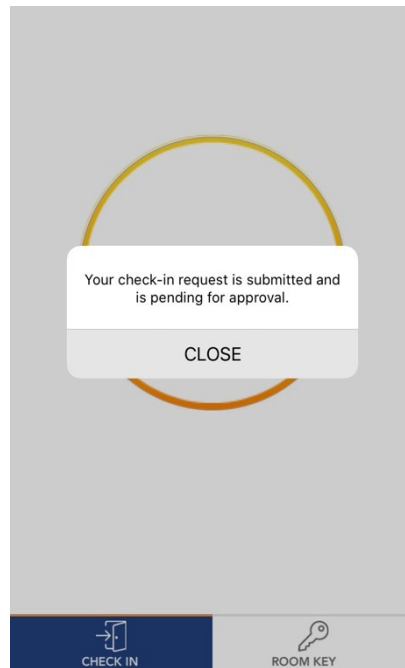 Your check-in request is submitted and
is pending for approval.
CLOSE
CHECK IN
ROOM KEY